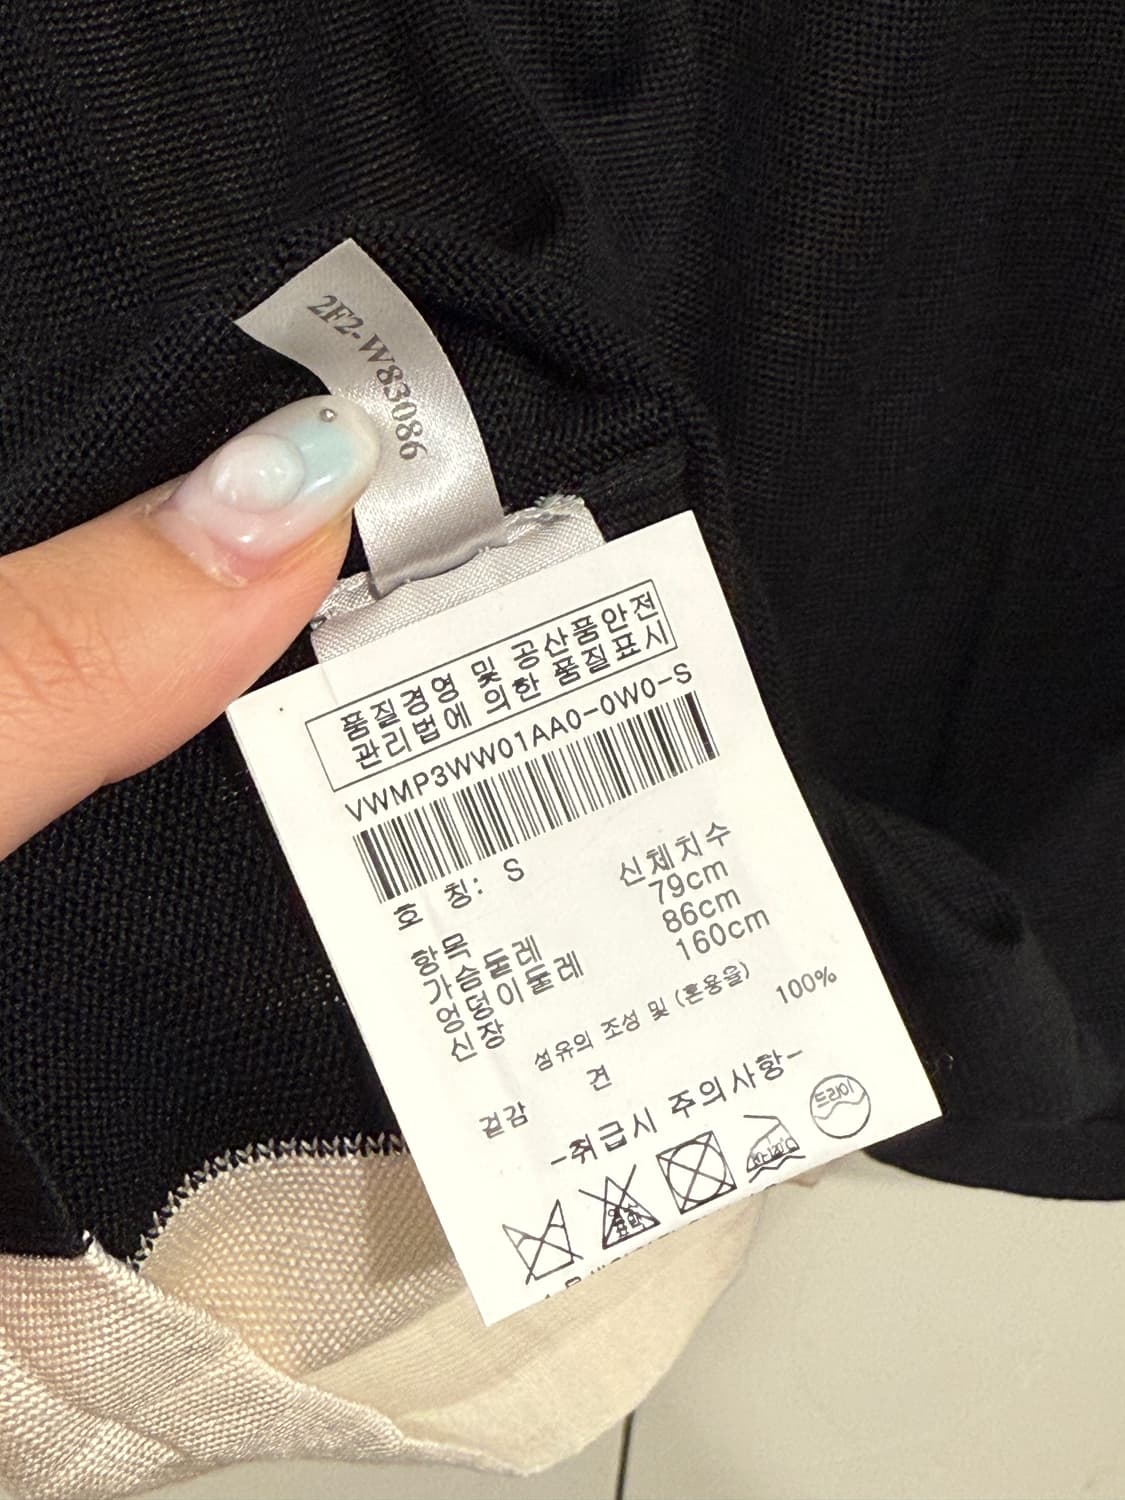 2F2-W83086
품질경영 및 공산품안전
관리법에 의한 품질표시
VWMP3WW01AA0-0W0-S
호 칭: S
항 목 신체치수
가슴둘레 79cm
엉덩이둘레 86cm
신장 160cm
섬유의 조성 및 (혼용율)
겉감 견 100%
-취급시 주의사항-
드라이